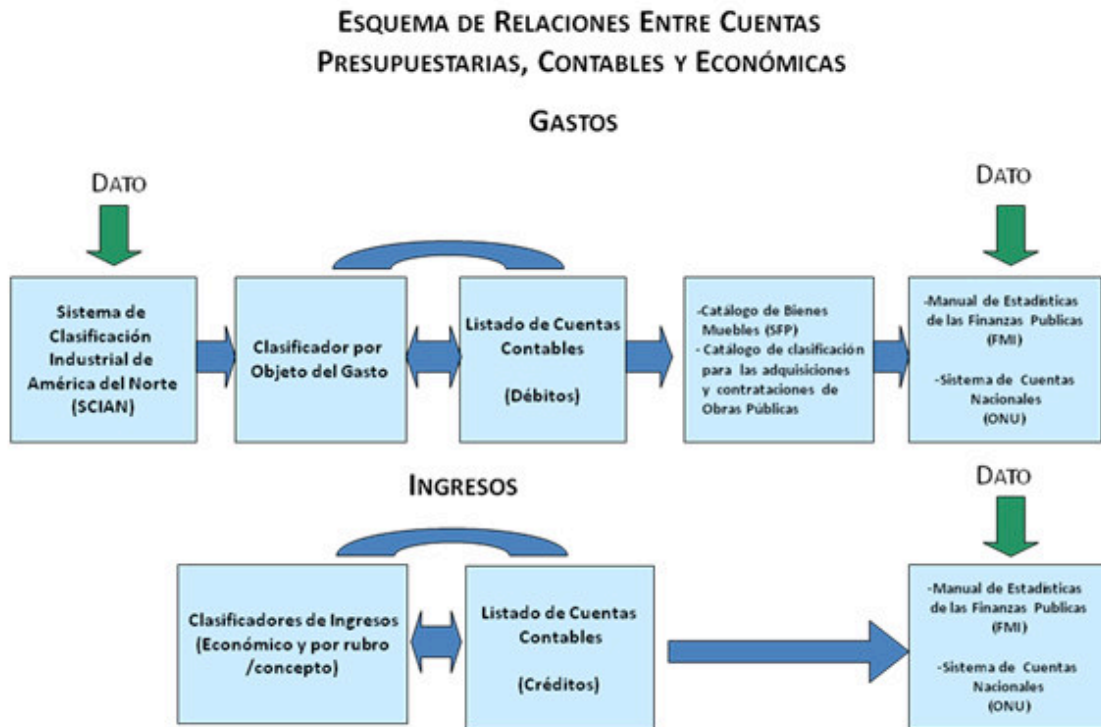 ESQUEMA DE RELACIONES ENTRE CUENTAS
PRESUPUESTARIAS, CONTABLES Y ECONÓMICAS
GASTOS
DATO
DATO
Sistema de
Clasificación
Industrial de
América del Norte
(SCIAN)
Clasificador por
Objeto del Gasto
Listado de Cuentas
Contables
(Débitos)
-Catálogo de Bienes
Muebles (SFP)
- Catálogo de clasificación
para las adquisiciones
y contrataciones de
Obras Públicas
-Manual de Estadísticas
de las Finanzas Publicas
(FMI)
-Sistema de Cuentas
Nacionales
(ONU)
INGRESOS
DATO
Clasificadores de Ingresos
(Económico y por rubro
/concepto)
Listado de Cuentas
Contables
(Créditos)
-Manual de Estadísticas
de las Finanzas Publicas
(FMI)
-Sistema de Cuentas
Nacionales
(ONU)